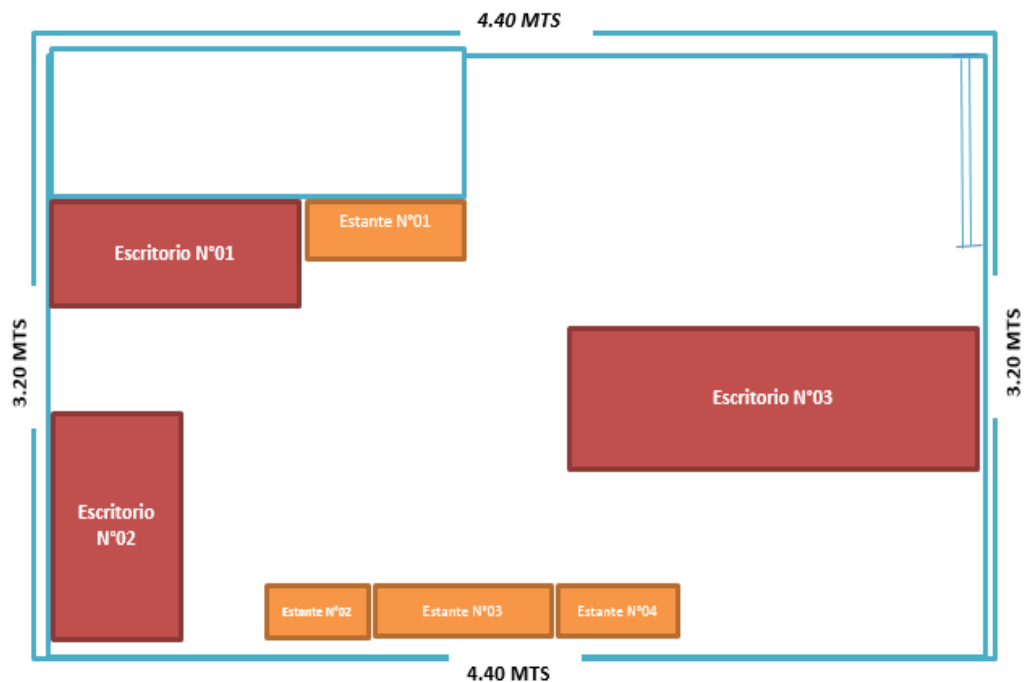 4.40 MTS
Estante N°01
Escritorio N°01
3.20 MTS
3.20 MTS
Escritorio N°03
Escritorio
N°02
Estante N°02
Estante N°03
Estante N°04
4.40 MTS